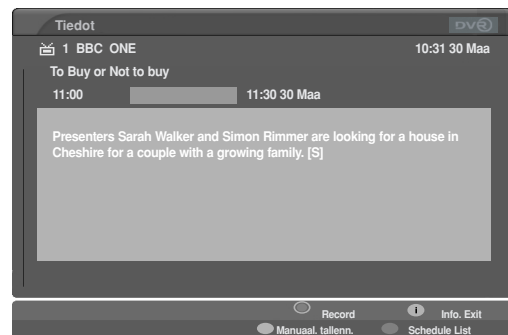 Tiedot DVR
1 BBC ONE 10:31 30 Maa
To Buy or Not to buy
11:00 11:30 30 Maa
Presenters Sarah Walker and Simon Rimmer are looking for a house in
Cheshire for a couple with a growing family. [S]
Record i Info. Exit
Manuaal. tallenn. Schedule List